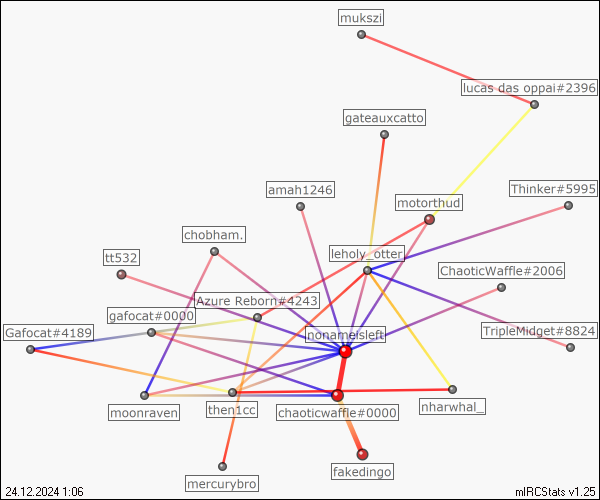 mukszi
lucas das oppai#2396
gateauxcatto
amah1246
Thinker#5995
motorthud
chobham.
leholy_otter
tt532
ChaoticWaffle#2006
Azure Reborn#4243
gafocat#0000
Gafocat#4189
nonameisleft
TripleMidget#8824
moonraven
then1cc
chaoticwaffle#0000
nharwhal_
mercurybro
fakedingo
24.12.2024 1:06
mIRCStats v1.25